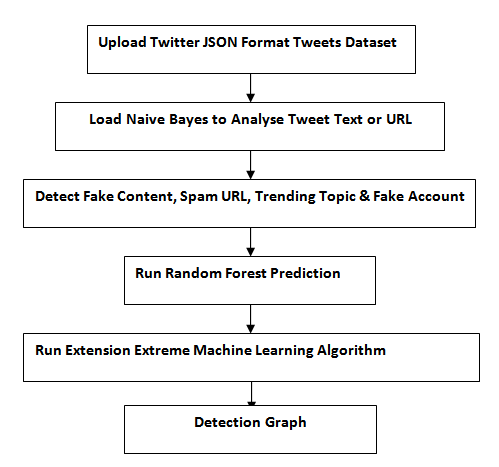 Upload Twitter JSON Format Tweets Dataset
Load Naive Bayes to Analyse Tweet Text or URL
Detect Fake Content, Spam URL, Trending Topic & Fake Account
Run Random Forest Prediction
Run Extension Extreme Machine Learning Algorithm
Detection Graph